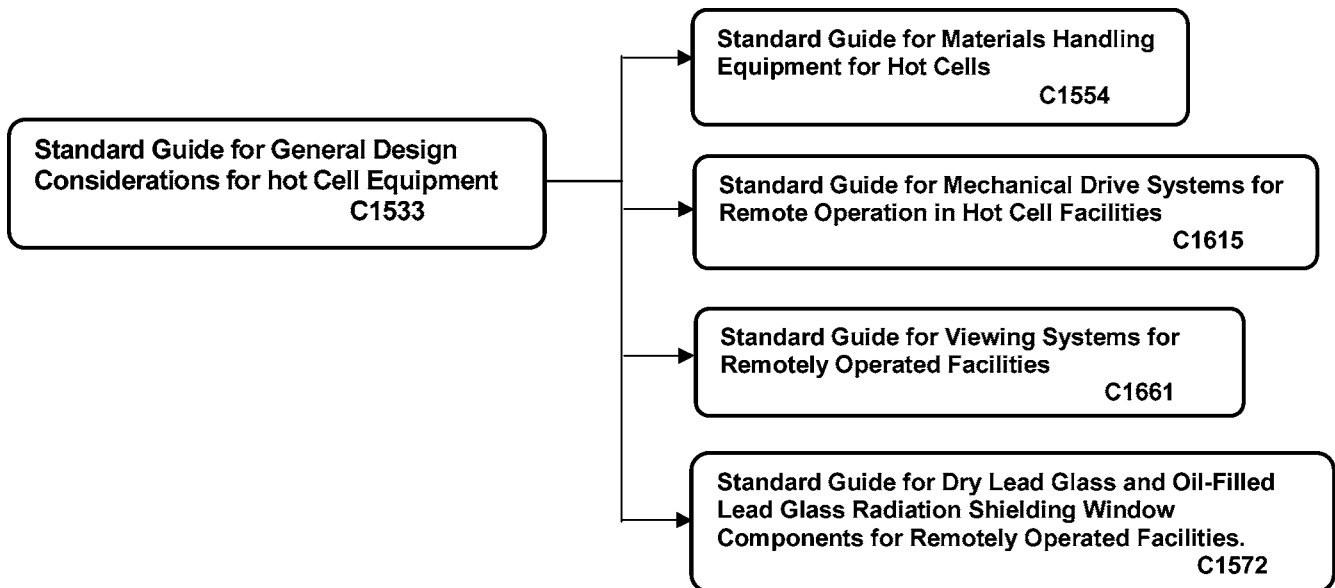 Standard Guide for General Design
Considerations for hot Cell Equipment
C1533
Standard Guide for Materials Handling
Equipment for Hot Cells
C1554
Standard Guide for Mechanical Drive Systems for
Remote Operation in Hot Cell Facilities
C1615
Standard Guide for Viewing Systems for
Remotely Operated Facilities
C1661
Standard Guide for Dry Lead Glass and Oil-Filled
Lead Glass Radiation Shielding Window
Components for Remotely Operated Facilities.
C1572